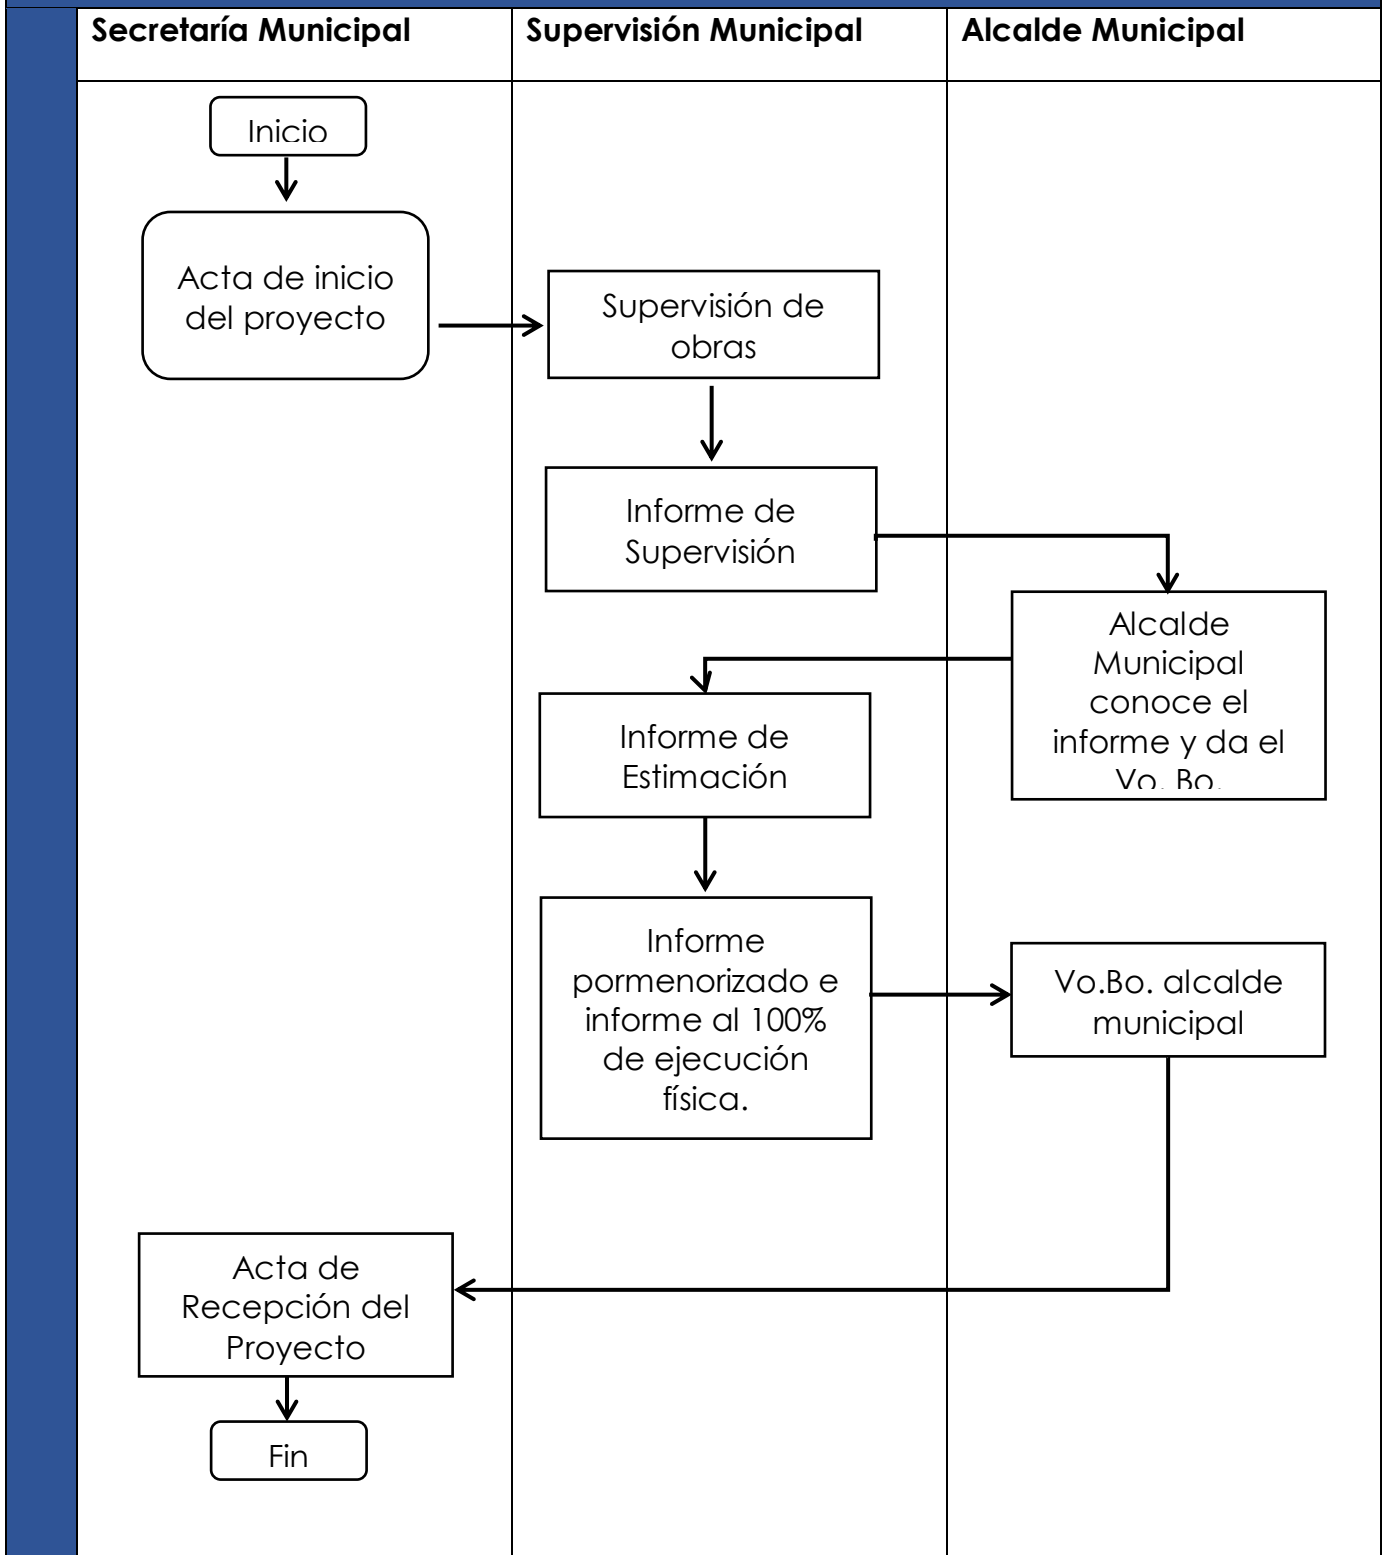 Secretaría Municipal
Supervisión Municipal
Alcalde Municipal
Inicio
Acta de inicio
del proyecto
Supervisión de
obras
Informe de
Supervisión
Alcalde
Municipal
conoce el
informe y da el
Vo. Bo.
Informe de
Estimación
Informe
pormenorizado e
informe al 100%
de ejecución
física.
Vo.Bo. alcalde
municipal
Acta de
Recepción del
Proyecto
Fin